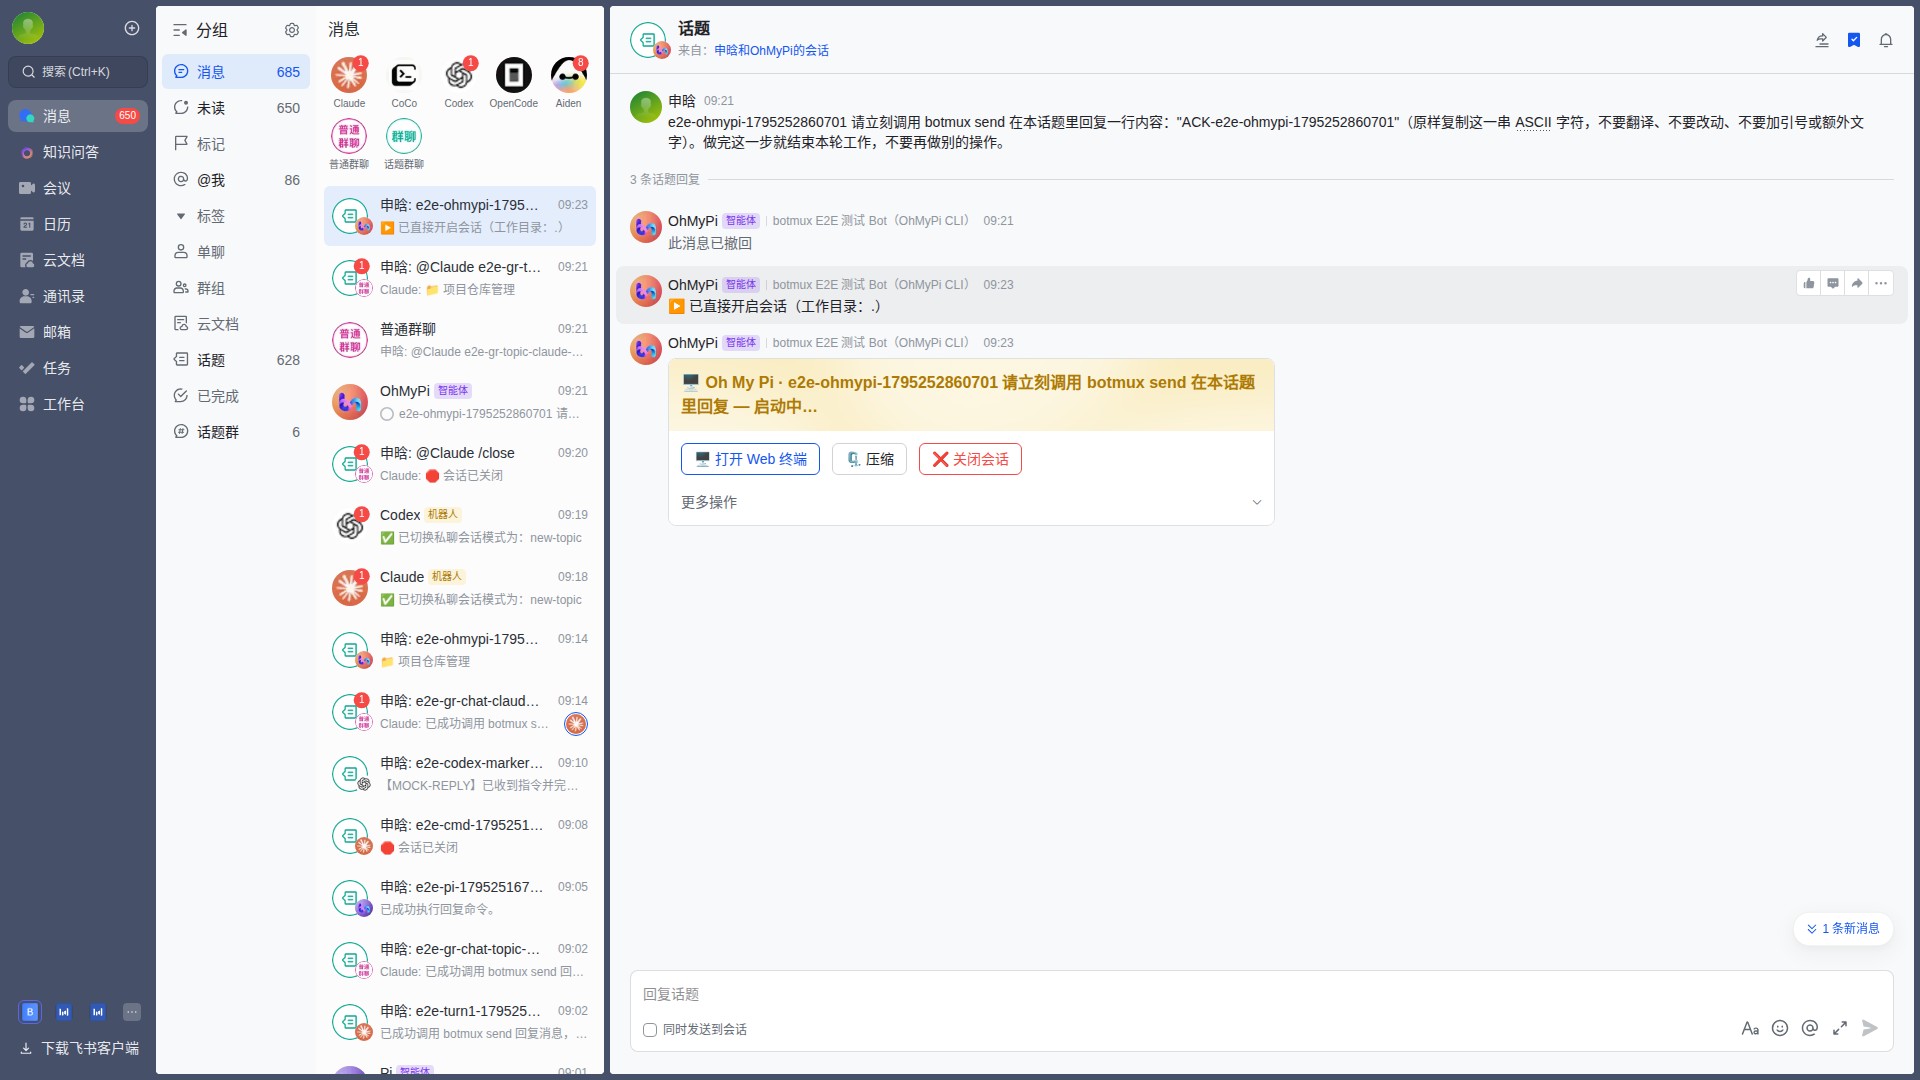 搜索 (Ctrl+K)
消息
650
知识问答
会议
日历
云文档
通讯录
邮箱
任务
工作台
下载飞书客户端
分组
消息 685
未读 650
标记
@我 86
标签
单聊
群组
云文档
话题 628
已完成
话题群 6
消息
1
1
8
Claude
CoCo
Codex
OpenCode
Aiden
普通
群聊
群聊
普通群聊
话题群聊
申晗: e2e-ohmypi-1795… 09:23
已直接开启会话（工作目录：.）
1
申晗: @Claude e2e-gr-t… 09:21
Claude: 📁 项目仓库管理
普通
群聊
普通群聊 09:21
申晗: @Claude e2e-gr-topic-claude-…
OhMyPi 智能体 09:21
e2e-ohmypi-1795252860701 请…
1
申晗: @Claude /close 09:20
Claude: 🛑 会话已关闭
1
Codex 机器人 09:19
✅ 已切换私聊会话模式为：new-topic
1
Claude 机器人 09:18
✅ 已切换私聊会话模式为：new-topic
申晗: e2e-ohmypi-1795… 09:14
📁 项目仓库管理
1
申晗: e2e-gr-chat-claud… 09:14
Claude: 已成功调用 botmux s…
申晗: e2e-codex-marker… 09:10
【MOCK-REPLY】已收到指令并完…
申晗: e2e-cmd-1795251… 09:08
🛑 会话已关闭
申晗: e2e-pi-179525167… 09:05
已成功执行回复命令。
申晗: e2e-gr-chat-topic-… 09:02
Claude: 已成功调用 botmux send 回…
申晗: e2e-turn1-179525… 09:02
已成功调用 botmux send 回复消息，…
Pi 智能体 09:01
话题
来自：申晗和OhMyPi的会话
申晗 09:21
e2e-ohmypi-1795252860701 请立刻调用 botmux send 在本话题里回复一行内容："ACK-e2e-ohmypi-1795252860701"（原样复制这一串 ASCII 字符，不要翻译、不要改动、不要加引号或额外文
字）。做完这一步就结束本轮工作，不要再做别的操作。
3 条话题回复
OhMyPi 智能体 botmux E2E 测试 Bot（OhMyPi CLI） 09:21
此消息已撤回
OhMyPi 智能体 botmux E2E 测试 Bot（OhMyPi CLI） 09:23
▶️ 已直接开启会话（工作目录：.）
OhMyPi 智能体 botmux E2E 测试 Bot（OhMyPi CLI） 09:23
🖥️ Oh My Pi · e2e-ohmypi-1795252860701 请立刻调用 botmux send 在本话题
里回复 — 启动中…
🖥️ 打开 Web 终端
🗜️ 压缩
❌ 关闭会话
更多操作
1 条新消息
回复话题
同时发送到会话